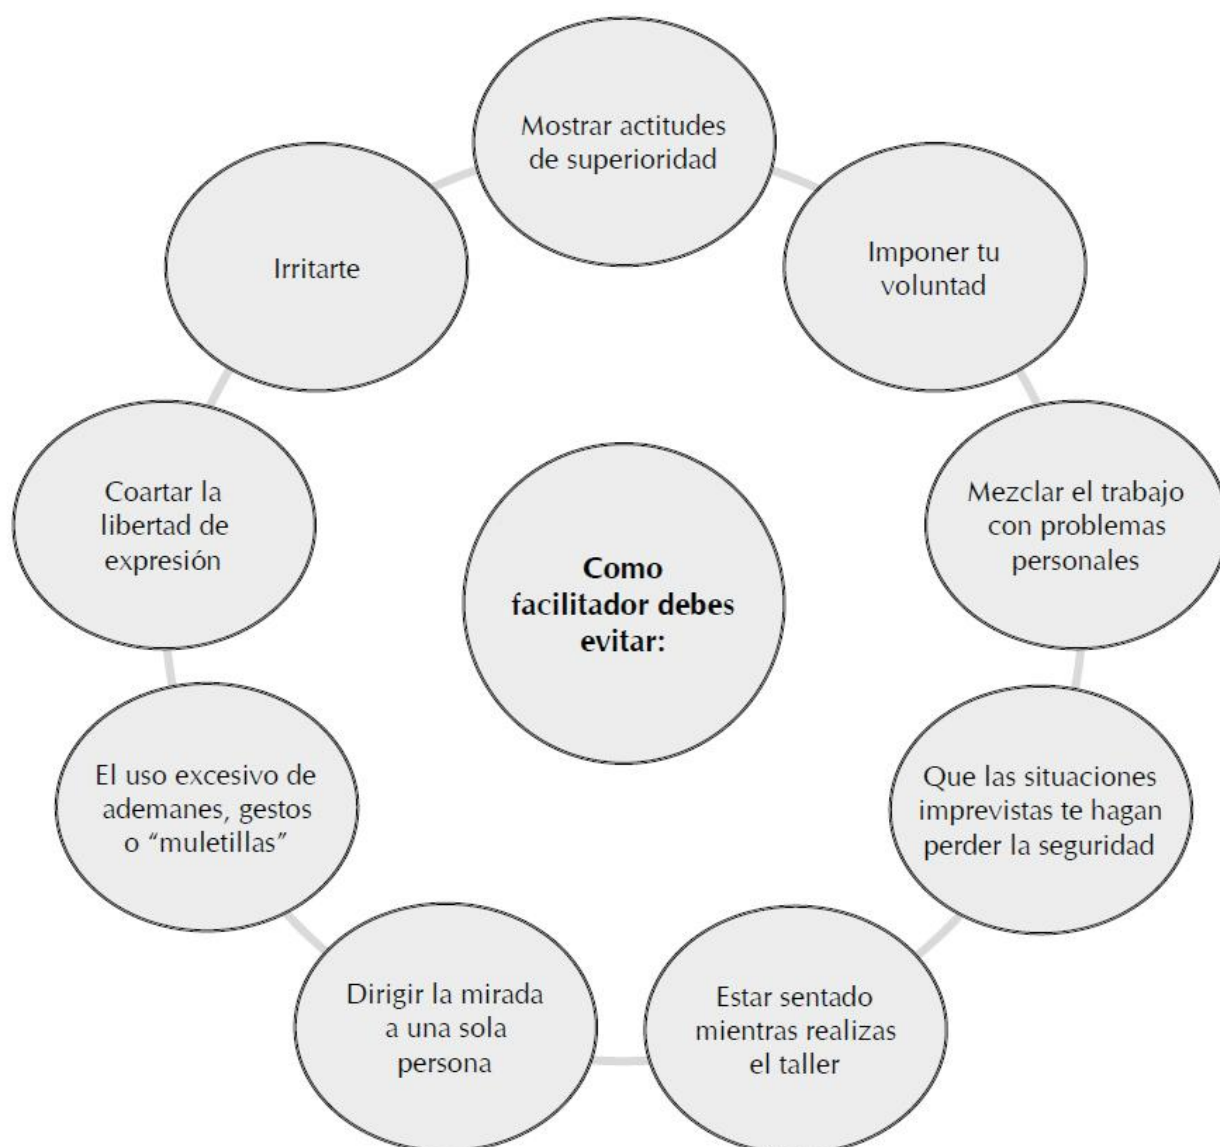 Mostrar actitudes
de superioridad
Imponer tu
voluntad
Mezclar el trabajo
con problemas
personales
Que las situaciones
imprevistas te hagan
perder la seguridad
Estar sentado
mientras realizas
el taller
Dirigir la mirada
a una sola
persona
El uso excesivo de
ademanes, gestos
o “muletillas”
Coartar la
libertad de
expresión
Irritarte
Como
facilitador debes
evitar: